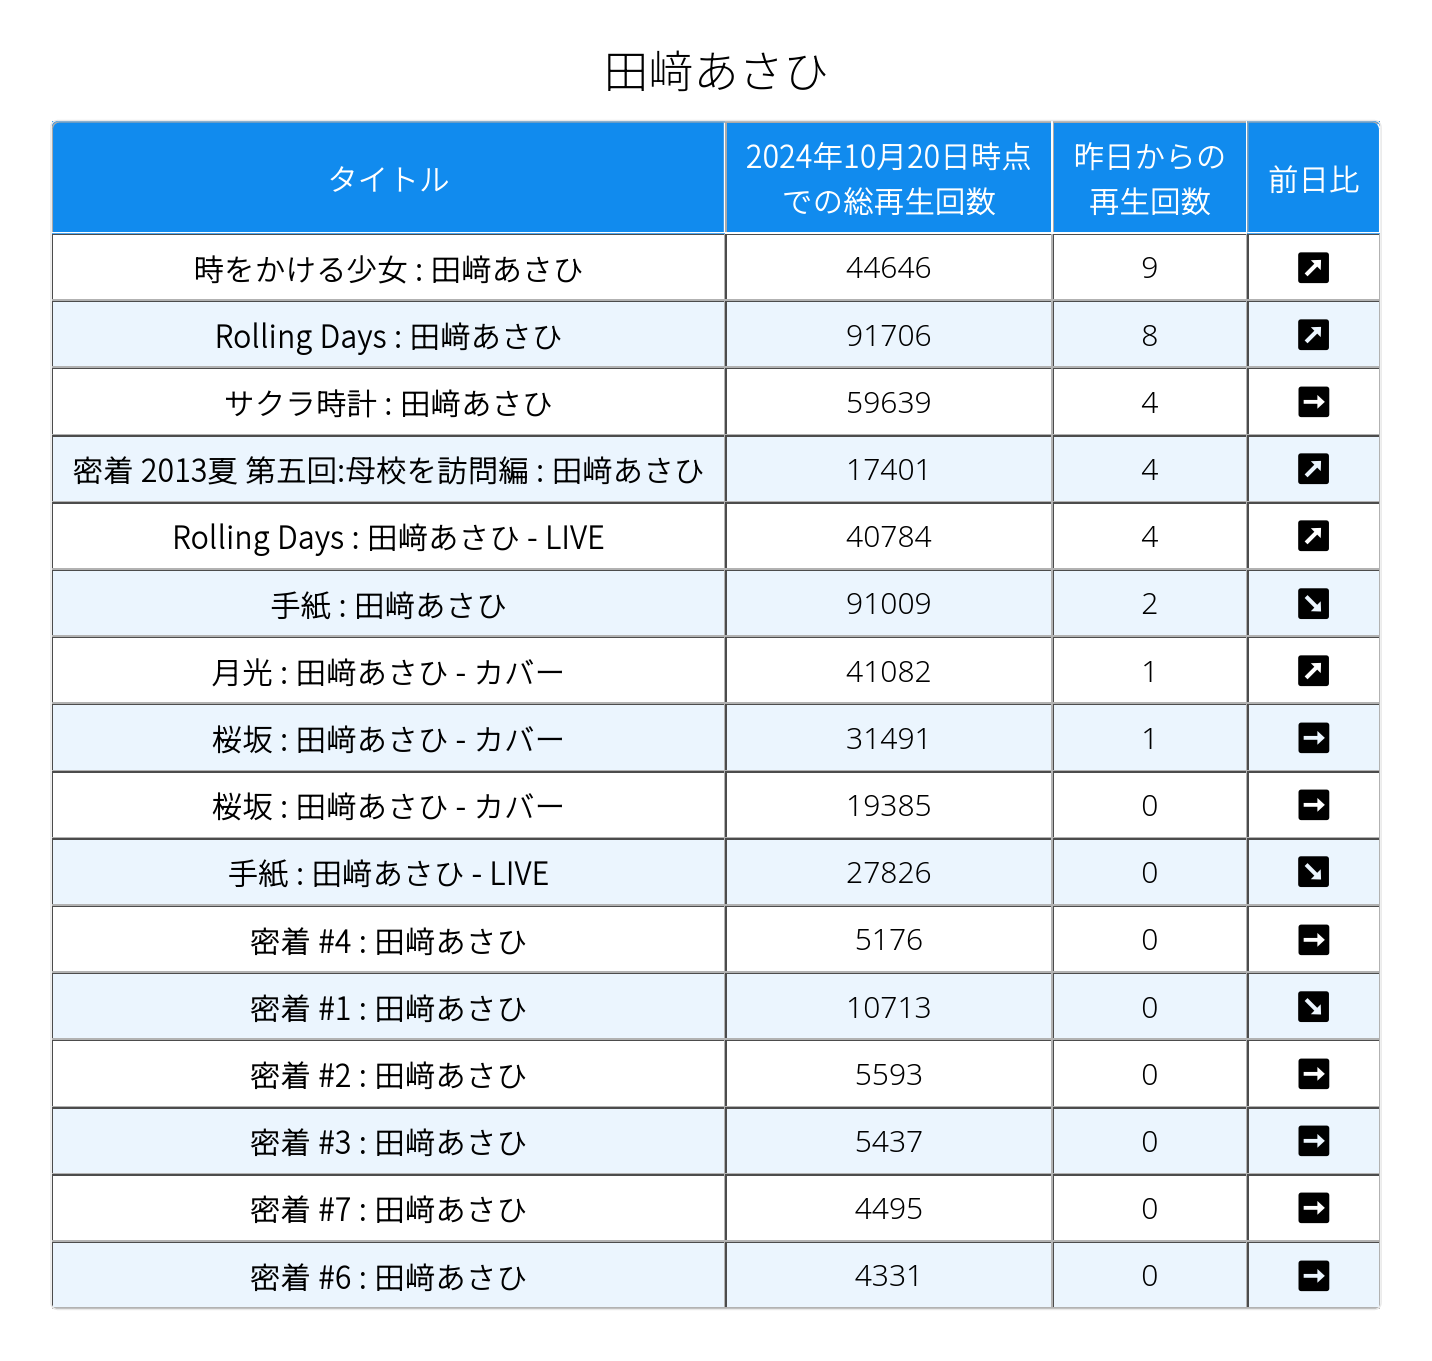 田﨑あさひ
タイトル
2024年10月20日時点
での総再生回数
昨日からの
再生回数
前日比
時をかける少女 : 田﨑あさひ 44646 9 ↗
Rolling Days : 田﨑あさひ 91706 8 ↗
サクラ時計 : 田﨑あさひ 59639 4 →
密着 2013夏 第五回:母校を訪問編 : 田﨑あさひ 17401 4 ↗
Rolling Days : 田﨑あさひ - LIVE 40784 4 ↗
手紙 : 田﨑あさひ 91009 2 ↘
月光 : 田﨑あさひ - カバー 41082 1 ↗
桜坂 : 田﨑あさひ - カバー 31491 1 →
桜坂 : 田﨑あさひ - カバー 19385 0 →
手紙 : 田﨑あさひ - LIVE 27826 0 ↘
密着 #4 : 田﨑あさひ 5176 0 →
密着 #1 : 田﨑あさひ 10713 0 ↘
密着 #2 : 田﨑あさひ 5593 0 →
密着 #3 : 田﨑あさひ 5437 0 →
密着 #7 : 田﨑あさひ 4495 0 →
密着 #6 : 田﨑あさひ 4331 0 →